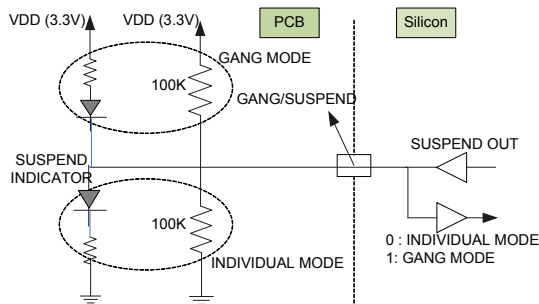 VDD (3.3V)
VDD (3.3V)
PCB
Silicon
GANG MODE
100K
GANG/SUSPEND
SUSPEND OUT
SUSPEND
INDICATOR
100K
0 : INDIVIDUAL MODE
1: GANG MODE
INDIVIDUAL MODE